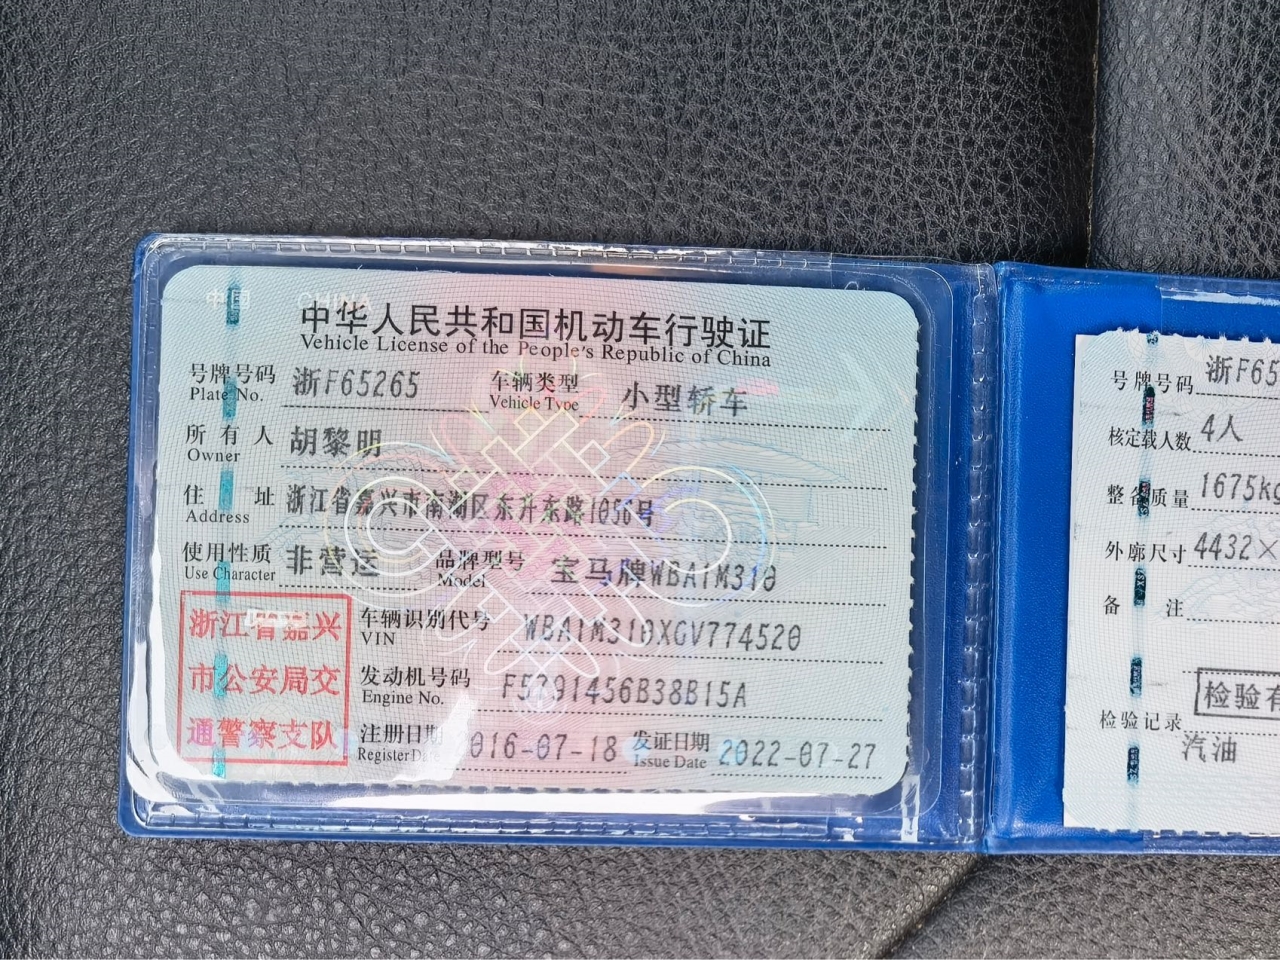 中国 CHINA
中华人民共和国机动车行驶证
Vehicle License of the People's Republic of China
号牌号码 浙F65265 车辆类型 小型轿车
Plate No. Vehicle Type
所有人 胡黎明
Owner
住址 浙江省嘉兴市南湖区东升东路1056号
Address
使用性质 非营运 品牌型号 宝马牌WBA1M310
Use Character Model
浙江省嘉兴
市公安局交
通警察支队
车辆识别代号 WBA1M310XGV774520
VIN
发动机号码 F5791456B38B15A
Engine No.
注册日期 016-07-18 发证日期 2022-07-27
Register Date Issue Date
号牌号码 浙F65
核定载人数 4人
整备质量 1675kg
外廓尺寸 4432×
备注
检验有
检验记录
汽油